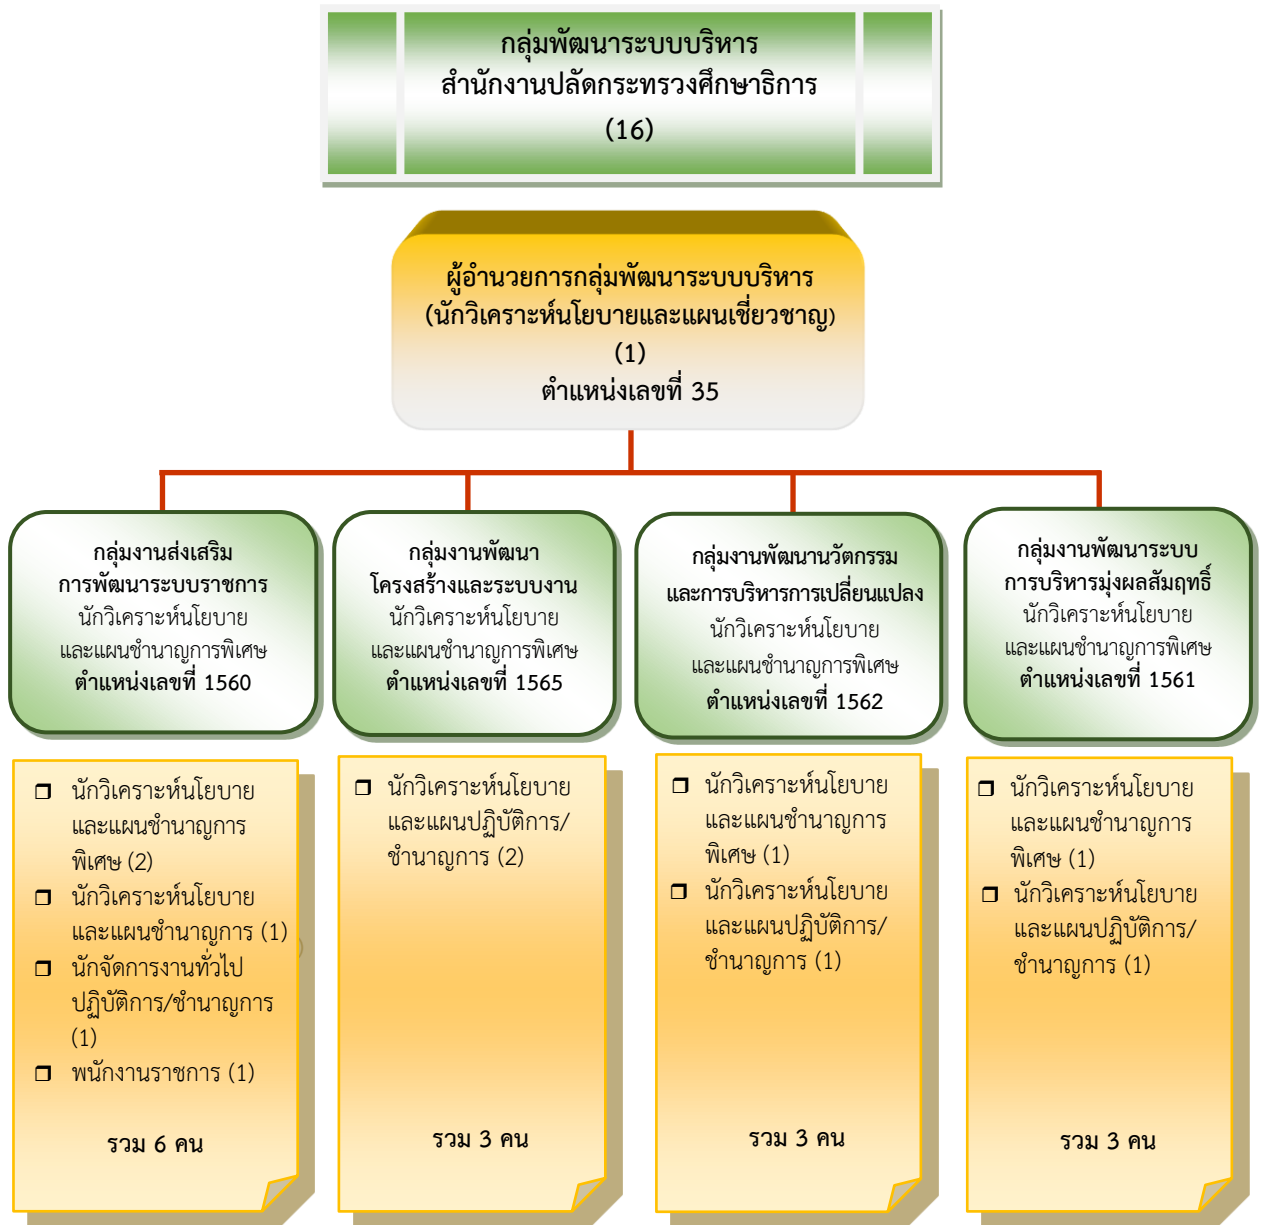 กลุ่มพัฒนาระบบบริหาร
สำนักงานปลัดกระทรวงศึกษาธิการ
(16)
ผู้อำนวยการกลุ่มพัฒนาระบบบริหาร
(นักวิเคราะห์นโยบายและแผนเชี่ยวชาญ)
(1)
ตำแหน่งเลขที่ 35
กลุ่มงานส่งเสริม
การพัฒนาระบบราชการ
นักวิเคราะห์นโยบาย
และแผนชำนาญการพิเศษ
ตำแหน่งเลขที่ 1560
กลุ่มงานพัฒนา
โครงสร้างและระบบงาน
นักวิเคราะห์นโยบาย
และแผนชำนาญการพิเศษ
ตำแหน่งเลขที่ 1565
กลุ่มงานพัฒนานวัตกรรม
และการบริหารการเปลี่ยนแปลง
นักวิเคราะห์นโยบาย
และแผนชำนาญการพิเศษ
ตำแหน่งเลขที่ 1562
กลุ่มงานพัฒนาระบบ
การบริหารมุ่งผลสัมฤทธิ์
นักวิเคราะห์นโยบาย
และแผนชำนาญการพิเศษ
ตำแหน่งเลขที่ 1561
นักวิเคราะห์นโยบาย
และแผนชำนาญการ
พิเศษ (2)
นักวิเคราะห์นโยบาย
และแผนชำนาญการ (1)
นักจัดการงานทั่วไป
ปฏิบัติการ/ชำนาญการ
(1)
พนักงานราชการ (1)
รวม 6 คน
นักวิเคราะห์นโยบาย
และแผนปฏิบัติการ/
ชำนาญการ (2)
รวม 3 คน
นักวิเคราะห์นโยบาย
และแผนชำนาญการ
พิเศษ (1)
นักวิเคราะห์นโยบาย
และแผนปฏิบัติการ/
ชำนาญการ (1)
รวม 3 คน
นักวิเคราะห์นโยบาย
และแผนชำนาญการ
พิเศษ (1)
นักวิเคราะห์นโยบาย
และแผนปฏิบัติการ/
ชำนาญการ (1)
รวม 3 คน